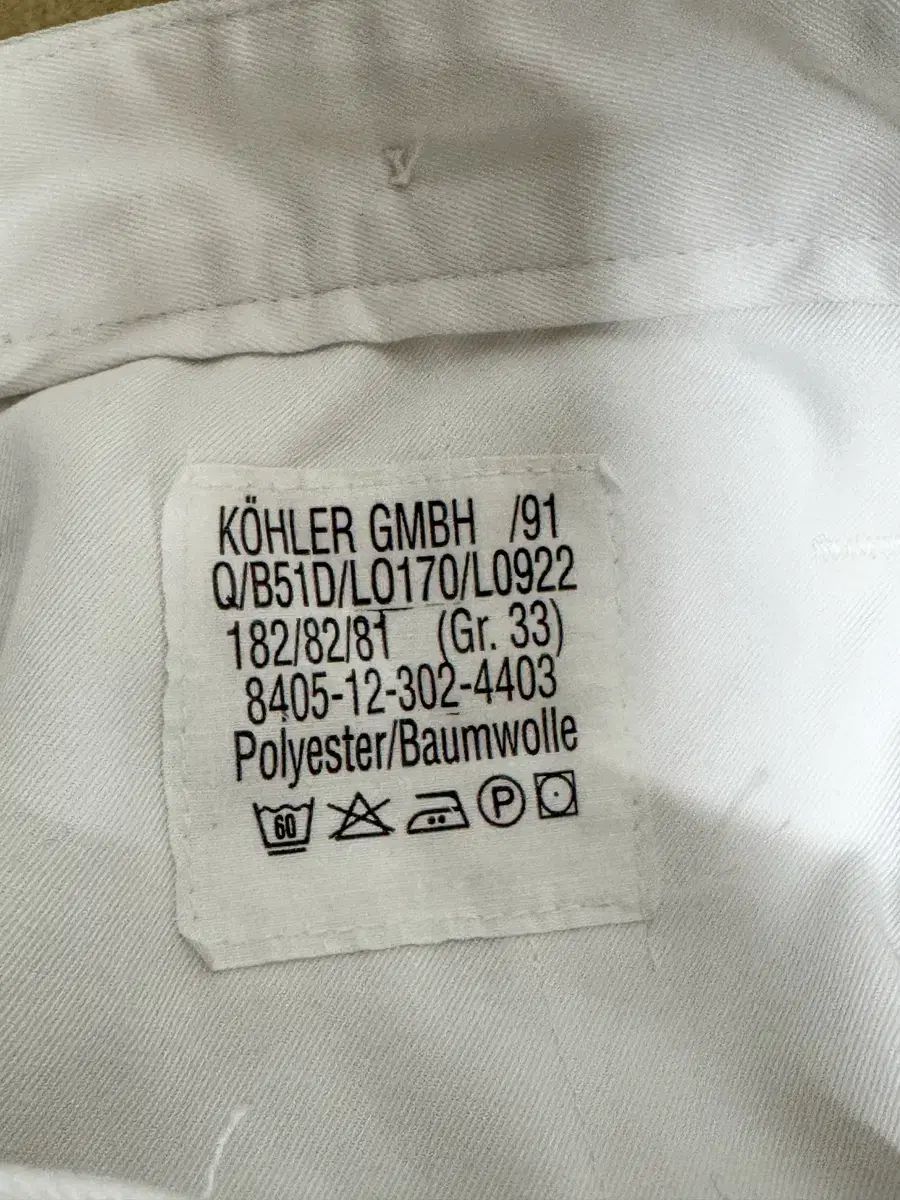 KÖHLER GMBH /91
Q/B51D/L0170/L0922
182/82/81 (Gr. 33)
8405-12-302-4403
Polyester/Baumwolle
60 P